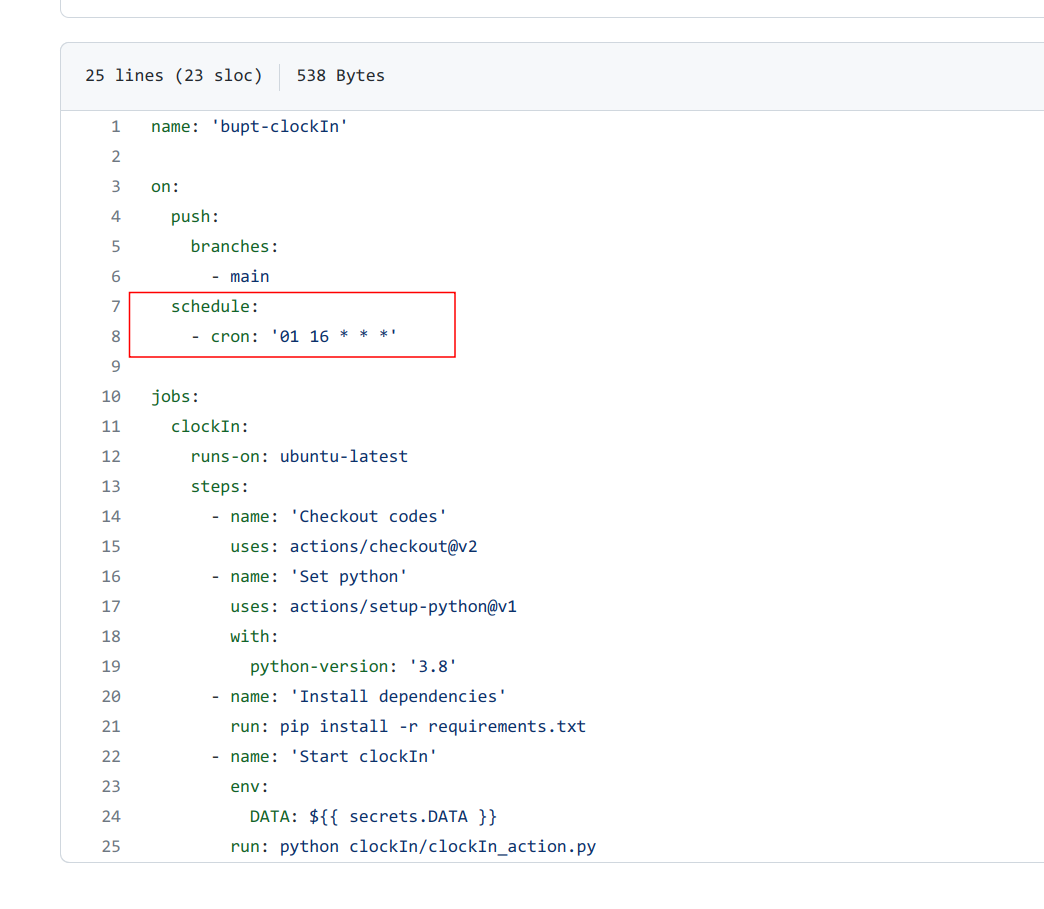 25 lines (23 sloc) 538 Bytes
1 name: 'bupt-clockIn'
2
3 on:
4   push:
5     branches:
6       - main
7   schedule:
8     - cron: '01 16 * * *'
9
10 jobs:
11   clockIn:
12     runs-on: ubuntu-latest
13     steps:
14       - name: 'Checkout codes'
15         uses: actions/checkout@v2
16       - name: 'Set python'
17         uses: actions/setup-python@v1
18         with:
19           python-version: '3.8'
20       - name: 'Install dependencies'
21         run: pip install -r requirements.txt
22       - name: 'Start clockIn'
23         env:
24           DATA: ${{ secrets.DATA }}
25         run: python clockIn/clockIn_action.py